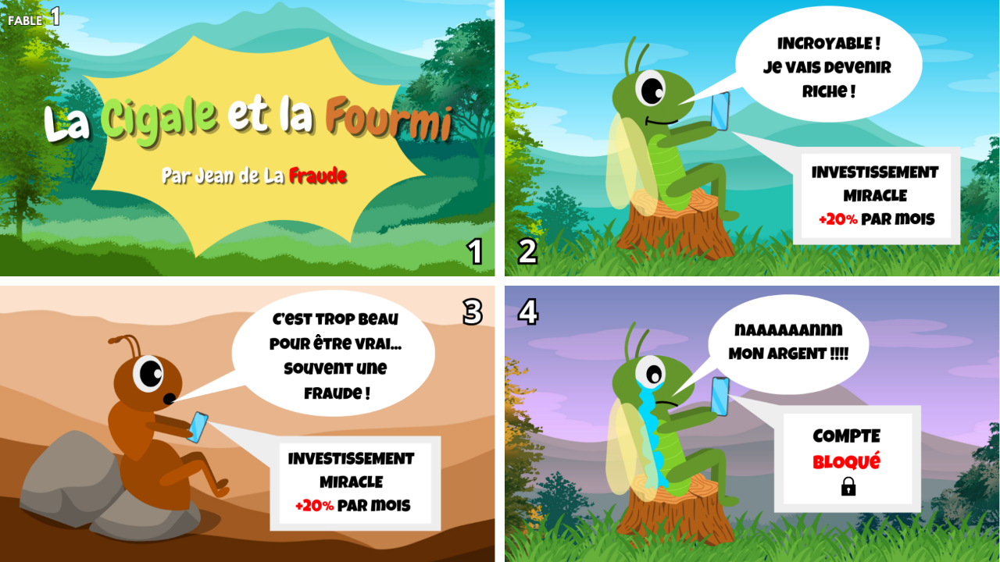 FABLE 1
La Cigale et la Fourmi
Par Jean de La Fraude
1
INCROYABLE !
Je vais devenir
riche !
INVESTISSEMENT
MIRACLE
+20% PAR MOIS
2
3
C'est trop beau
pour être vrai...
Souvent une
fraude !
INVESTISSEMENT
MIRACLE
+20% PAR MOIS
4
NAAAAAANNN
MON ARGENT !!!!
COMPTE
BLOQUÉ